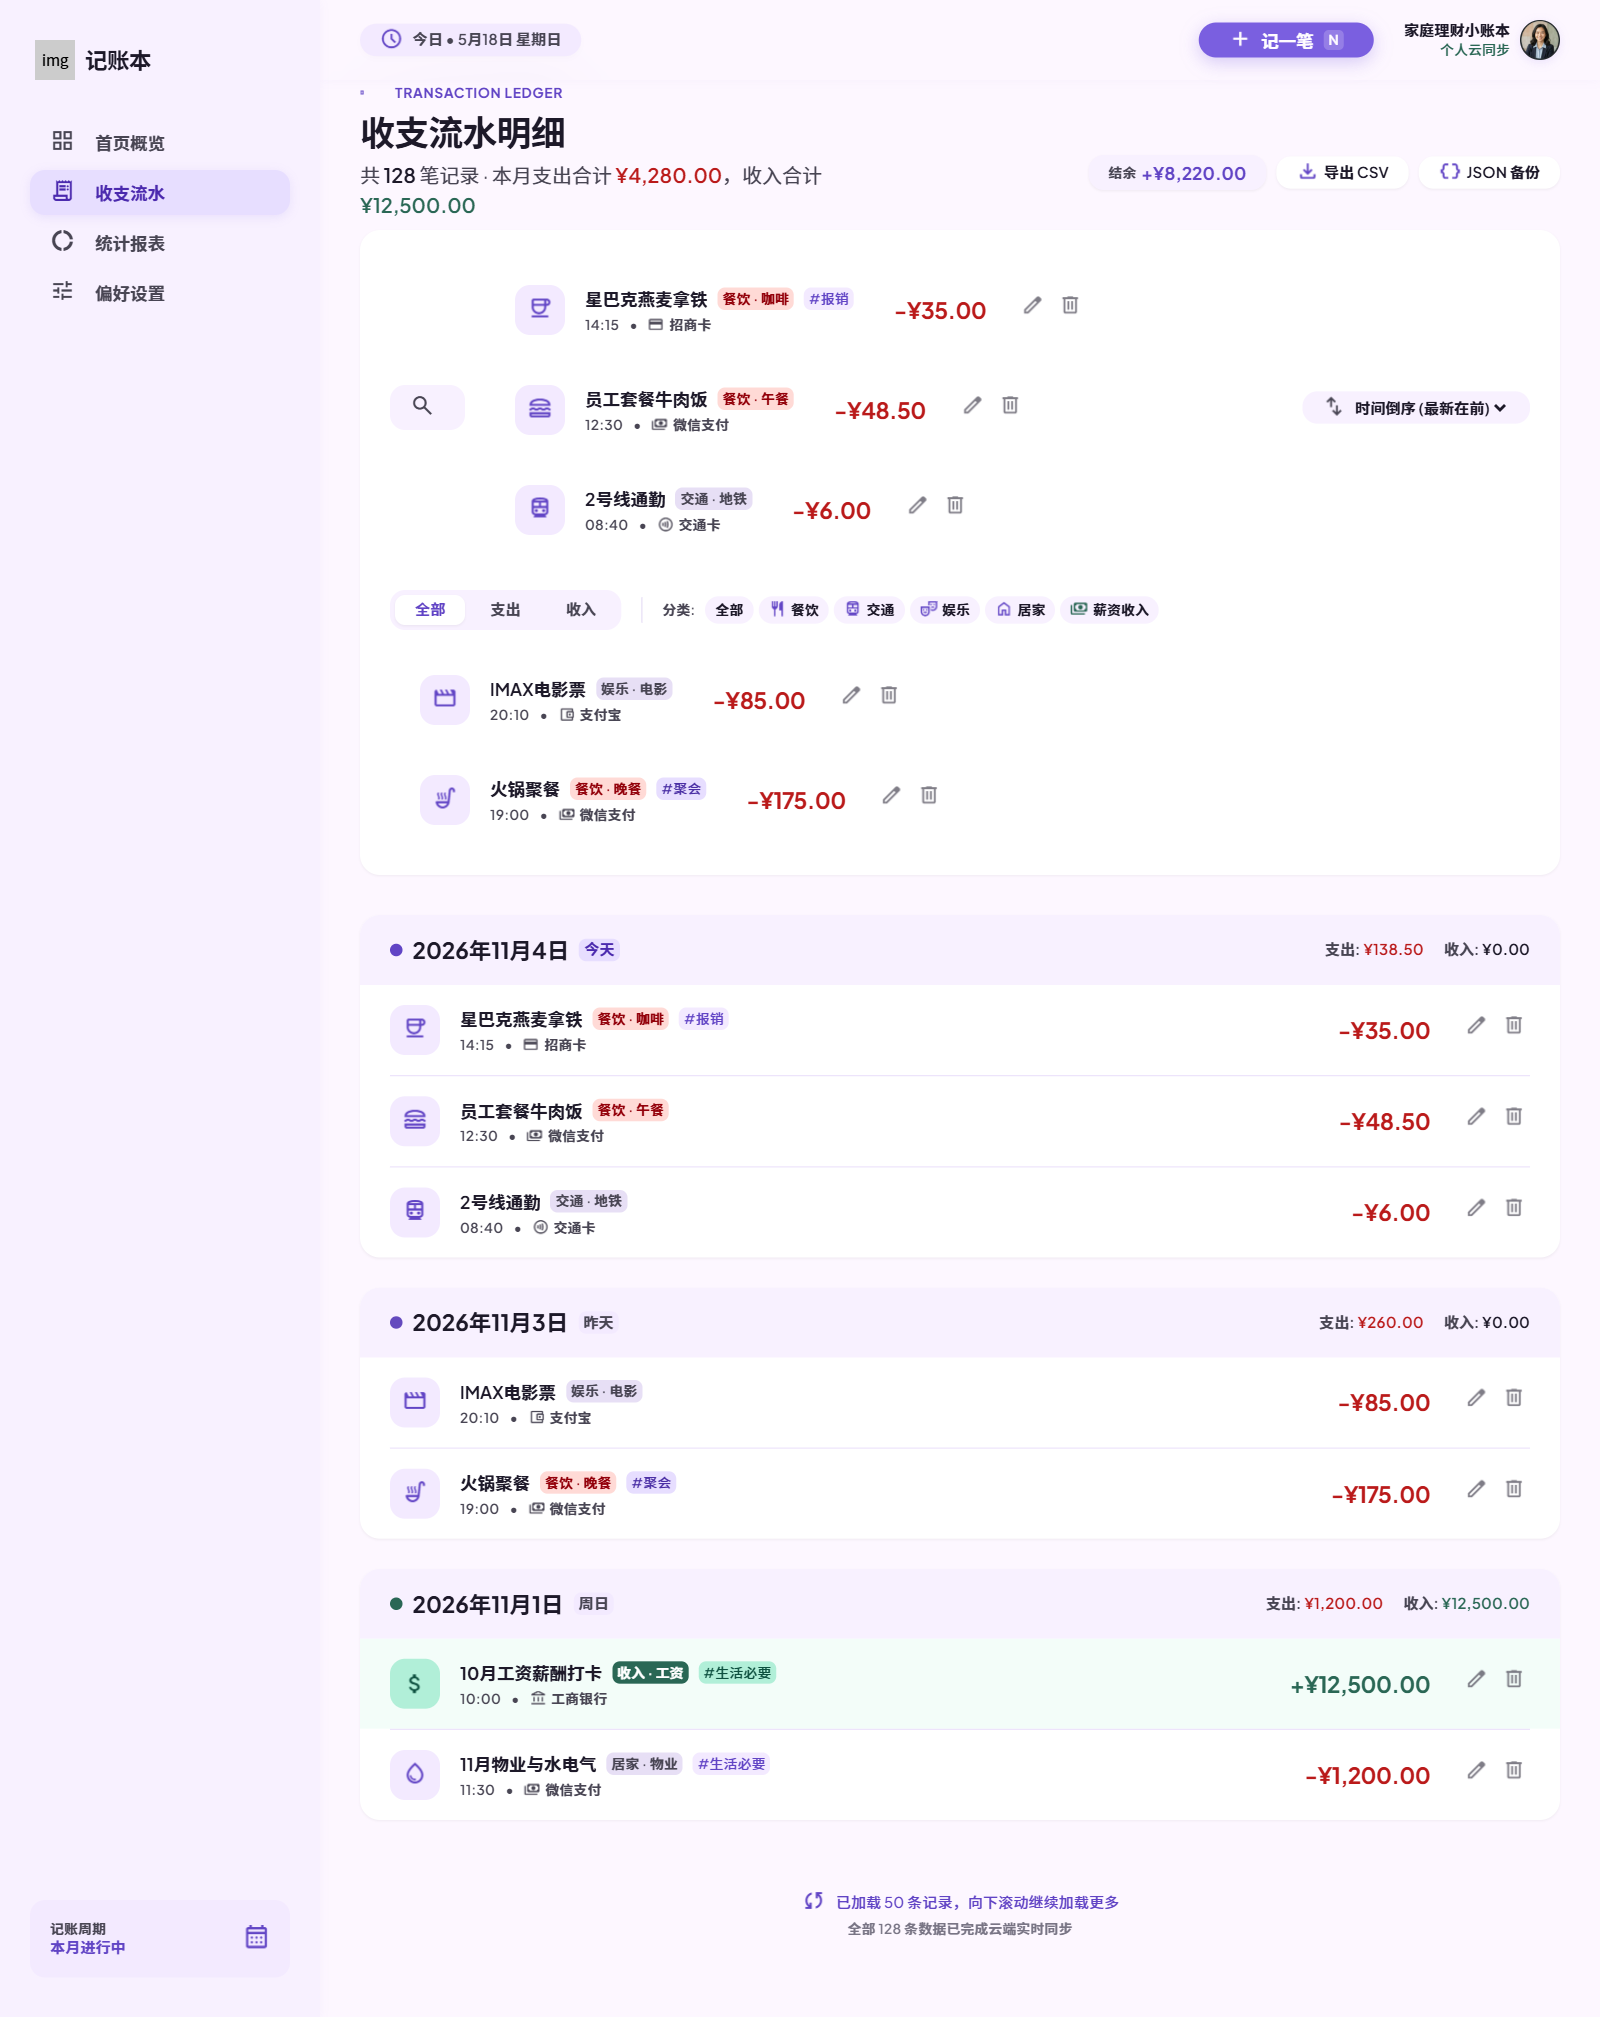 img 记账本
首页概览
收支流水
统计报表
偏好设置
记账周期
本月进行中
今日 • 5月18日 星期日
记一笔 N
家庭理财小账本
个人云同步
TRANSACTION LEDGER
收支流水明细
共 128 笔记录 · 本月支出合计 ¥4,280.00，收入合计
¥12,500.00
结余 +¥8,220.00
导出 CSV
JSON 备份
星巴克燕麦拿铁 餐饮 · 咖啡 #报销
14:15 • 招商卡
-¥35.00
员工套餐牛肉饭 餐饮 · 午餐
12:30 • 微信支付
-¥48.50
时间倒序 (最新在前)
2号线通勤 交通 · 地铁
08:40 • 交通卡
-¥6.00
全部 支出 收入 分类: 全部 餐饮 交通 娱乐 居家 薪资收入
IMAX电影票 娱乐 · 电影
20:10 • 支付宝
-¥85.00
火锅聚餐 餐饮 · 晚餐 #聚会
19:00 • 微信支付
-¥175.00
2026年11月4日 今天 支出: ¥138.50 收入: ¥0.00
星巴克燕麦拿铁 餐饮 · 咖啡 #报销
14:15 • 招商卡
-¥35.00
员工套餐牛肉饭 餐饮 · 午餐
12:30 • 微信支付
-¥48.50
2号线通勤 交通 · 地铁
08:40 • 交通卡
-¥6.00
2026年11月3日 昨天 支出: ¥260.00 收入: ¥0.00
IMAX电影票 娱乐 · 电影
20:10 • 支付宝
-¥85.00
火锅聚餐 餐饮 · 晚餐 #聚会
19:00 • 微信支付
-¥175.00
2026年11月1日 周日 支出: ¥1,200.00 收入: ¥12,500.00
10月工资薪酬打卡 收入 · 工资 #生活必要
10:00 • 工商银行
+¥12,500.00
11月物业与水电气 居家 · 物业 #生活必要
11:30 • 微信支付
-¥1,200.00
已加载 50 条记录，向下滚动继续加载更多
全部 128 条数据已完成云端实时同步